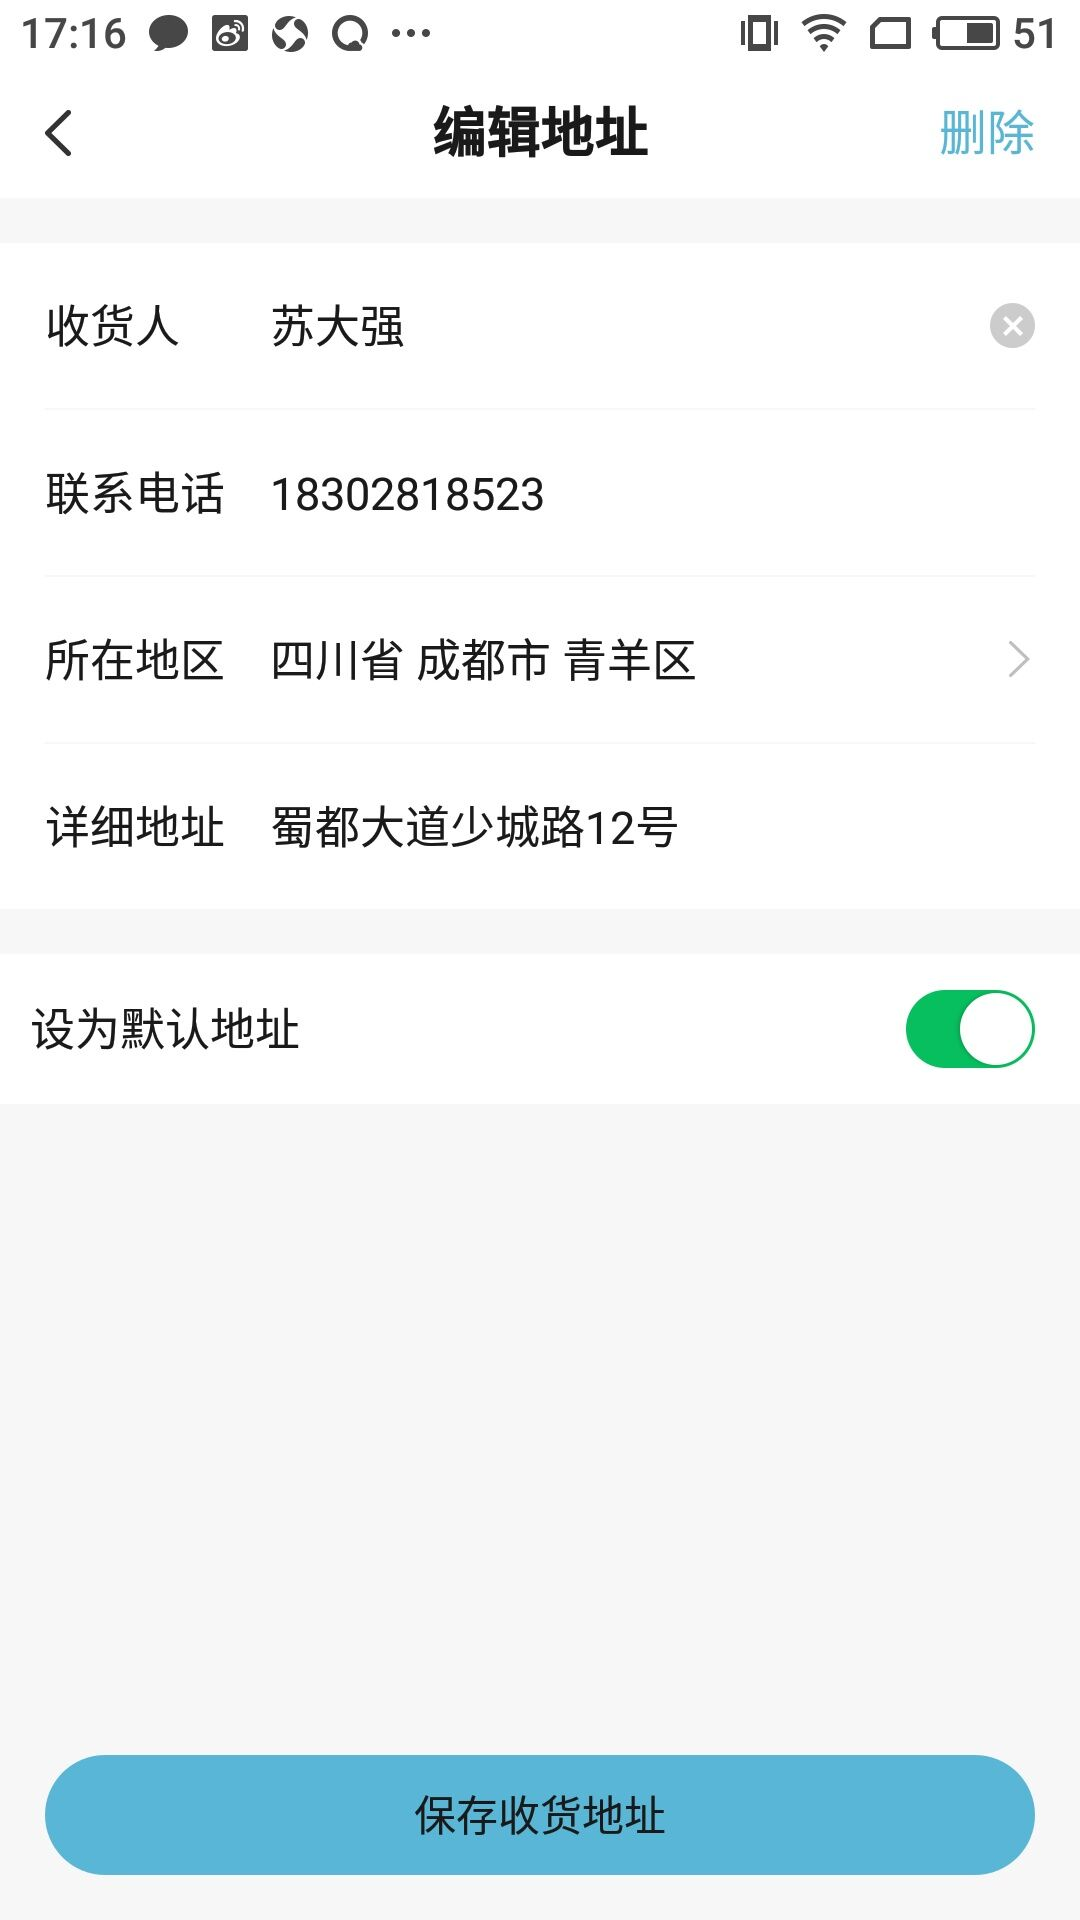 17:16 51
编辑地址 删除
收货人 苏大强
联系电话 18302818523
所在地区 四川省 成都市 青羊区
详细地址 蜀都大道少城路12号
设为默认地址
保存收货地址